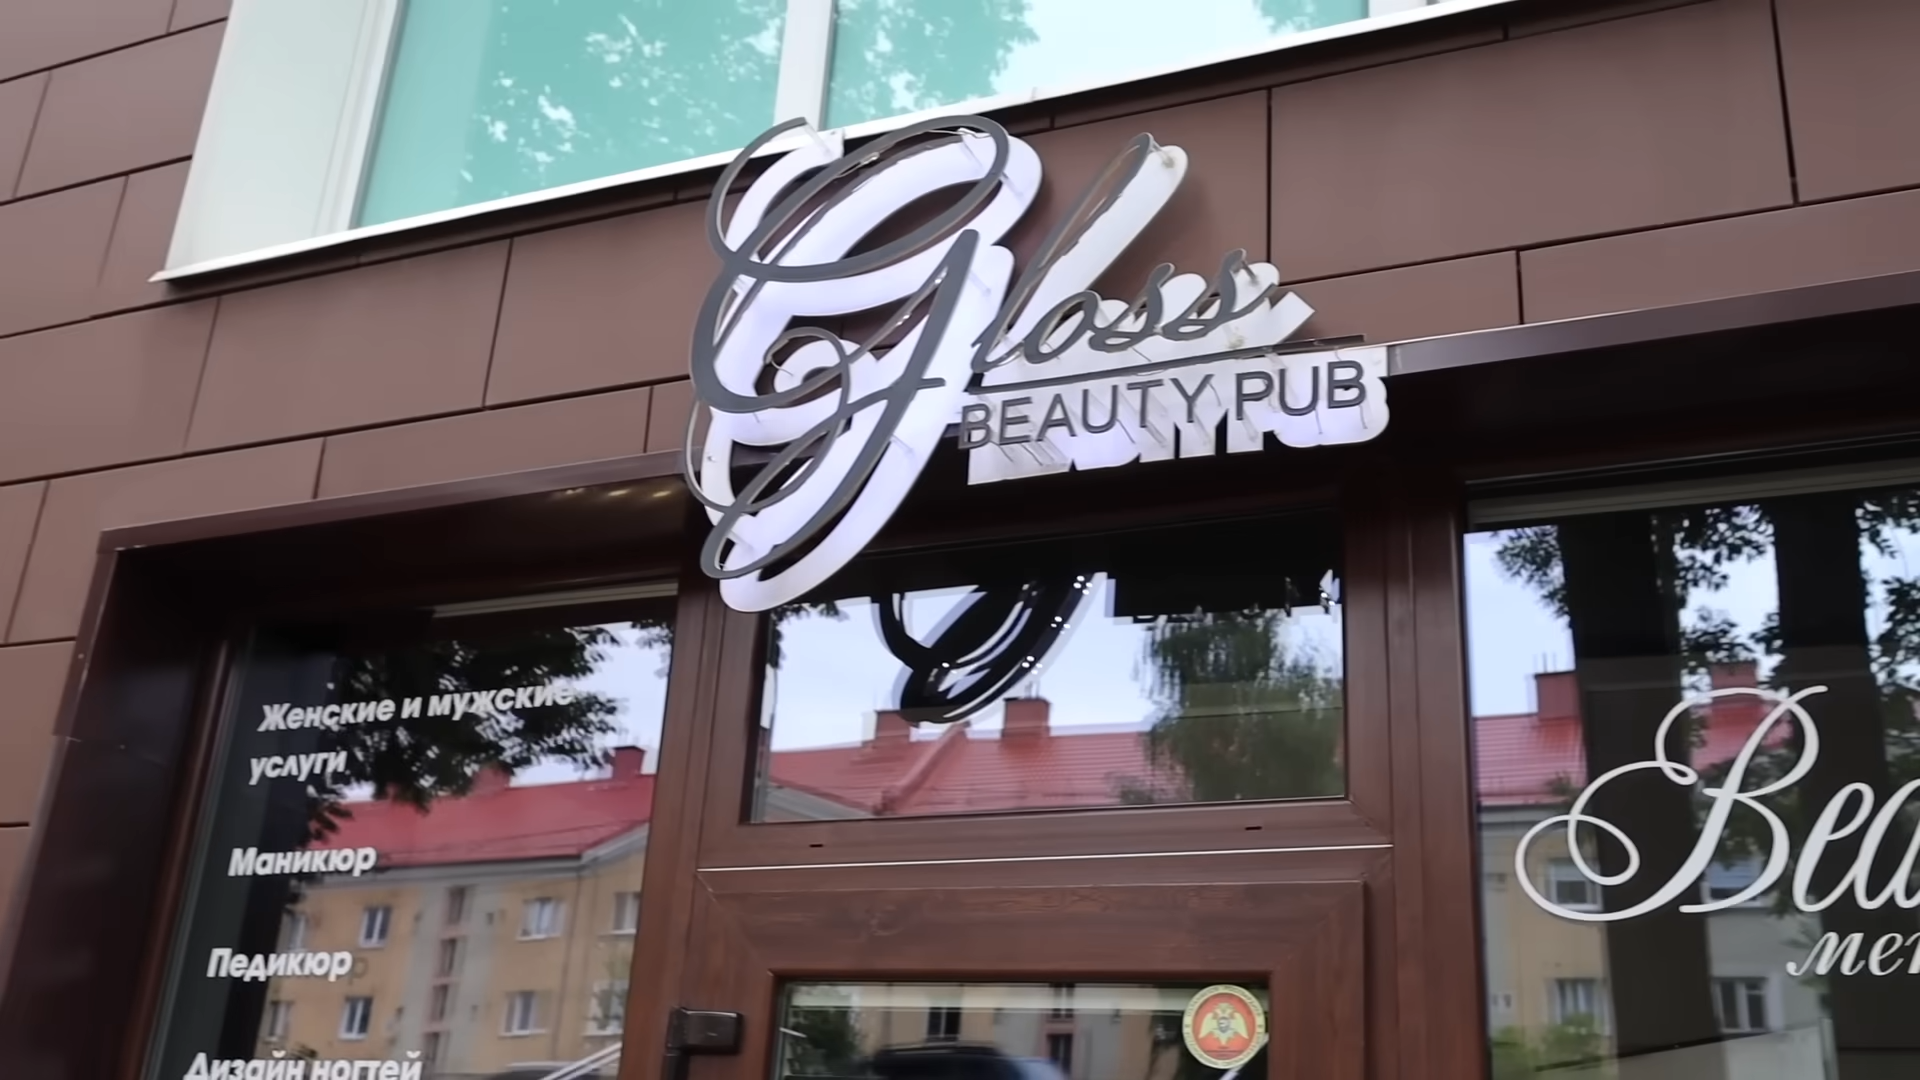 Gloss
BEAUTY PUB
Женские и мужские
услуги
Маникюр
Педикюр
Дизайн ногтей